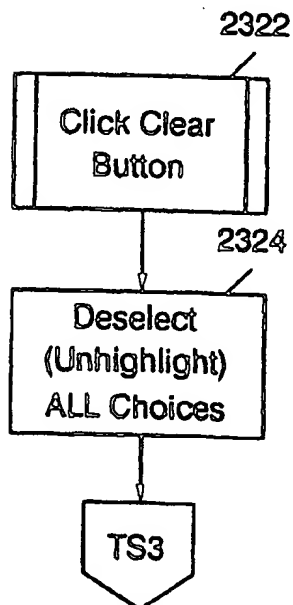 2322
Click Clear
Button
2324
Deselect
(Unhighlight)
ALL Choices
TS3